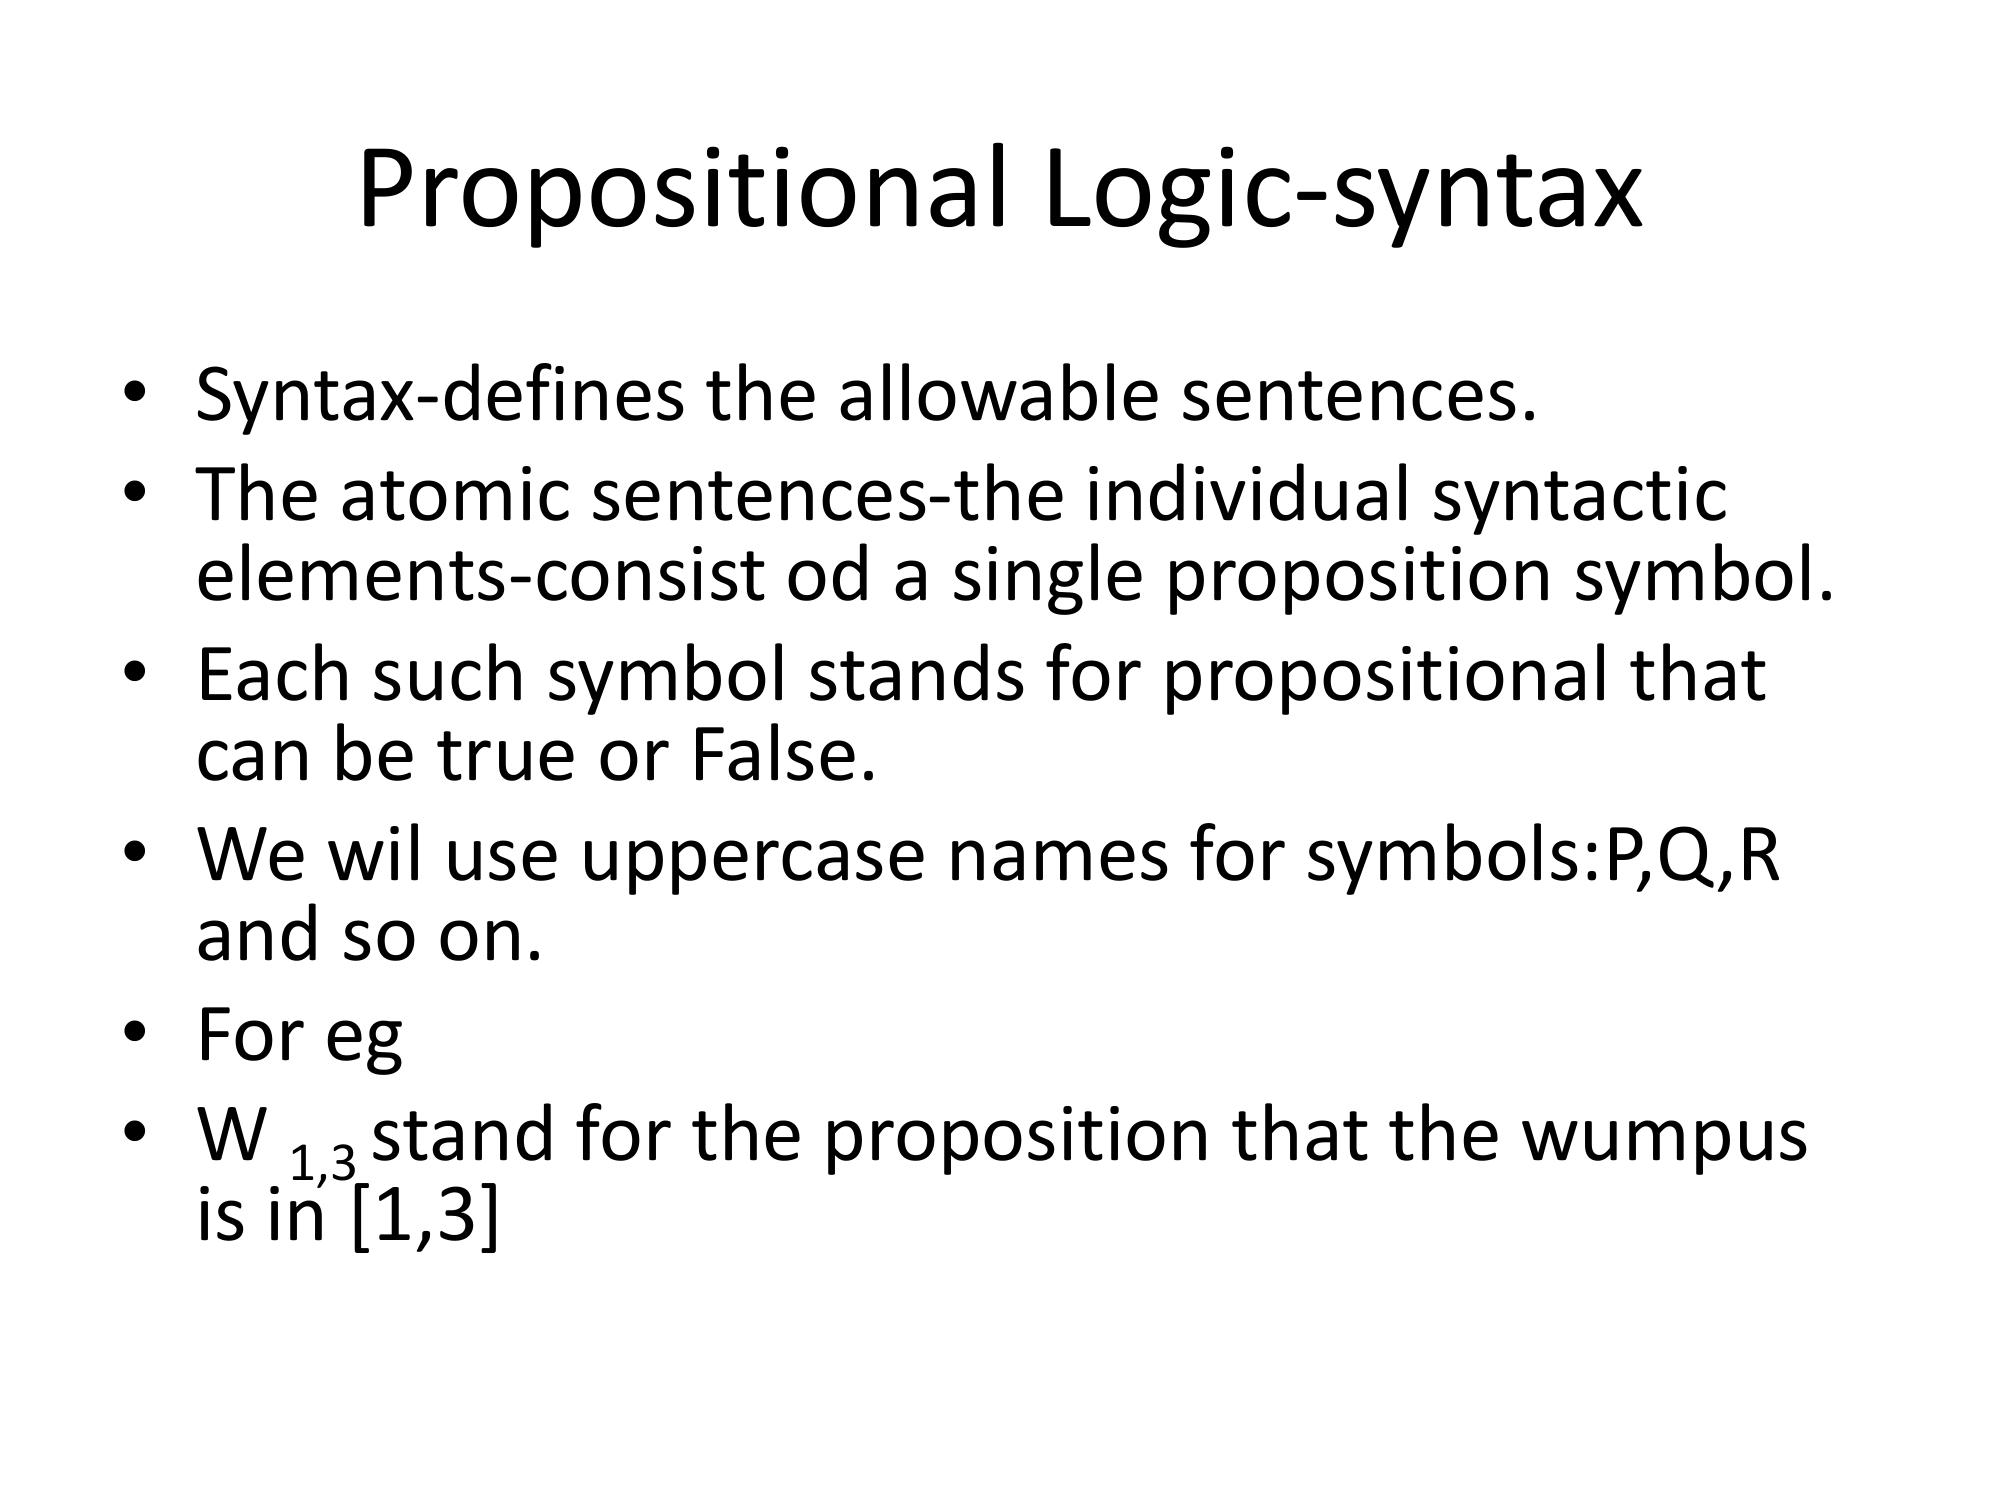 Propositional Logic-syntax
• Syntax-defines the allowable sentences.
• The atomic sentences-the individual syntactic
elements-consist od a single proposition symbol.
• Each such symbol stands for propositional that
can be true or False.
• We wil use uppercase names for symbols:P,Q,R
and so on.
• For eg
• W 1,3 stand for the proposition that the wumpus
is in [1,3]